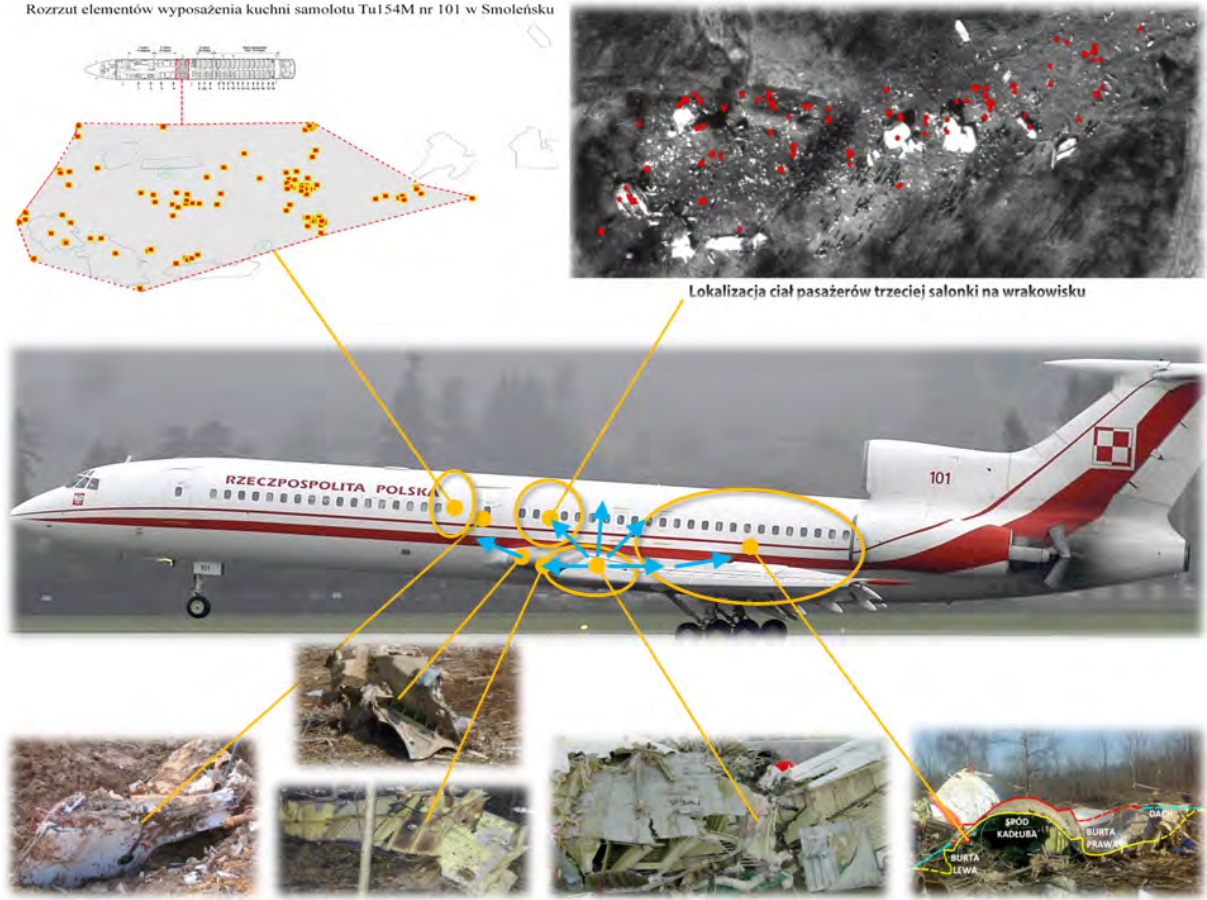 Rozrzut elementów wyposażenia kuchni samolotu Tu154M nr 101 w Smoleńsku
Lokalizacja ciał pasażerów trzeciej salonki na wrakowisku
RZECZPOSPOLITA POLSKA
101
101
SPÓD
KADŁUBA
DACH
BURTA
PRAWA
BURTA
LEWA